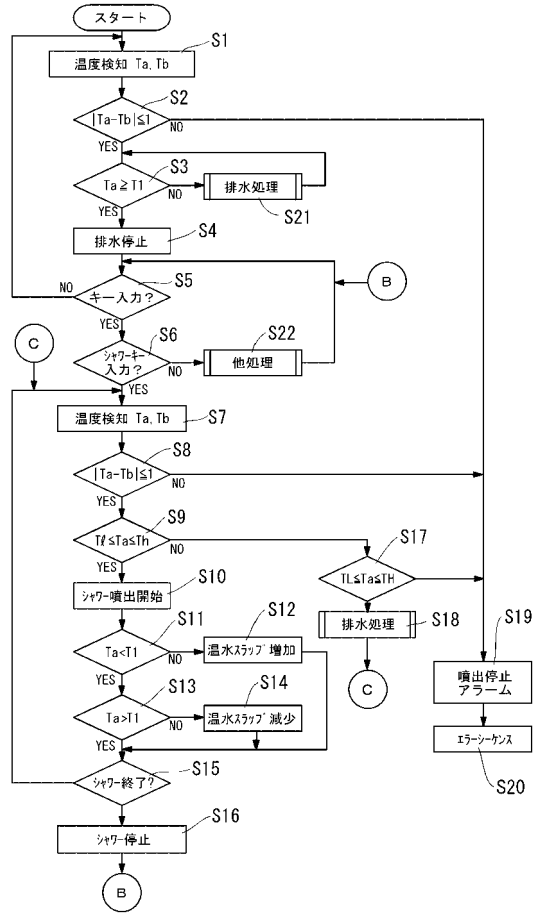 スタート
S1
温度検知 Ta, Tb
S2
|Ta-Tb|≦1
NO
YES
S3
Ta≧T1
NO
排水処理
S21
YES
排水停止
S4
S5
NO
キー入力?
B
YES
S6
シャワーキー
入力?
NO
他処理
S22
C
YES
温度検知 Ta, Tb
S7
S8
|Ta-Tb|≦1
NO
YES
S9
Tℓ≦Ta≦Th
NO
YES
S17
TL≦Ta≦TH
シャワー噴出開始
S10
排水処理
S18
C
S11
Ta<T1
NO
温水スラップ増加
S12
YES
S13
Ta>T1
NO
温水スラップ減少
S14
YES
S15
シャワー終了?
S19
噴出停止
アラーム
エラーシーケンス
S20
シャワー停止
S16
B